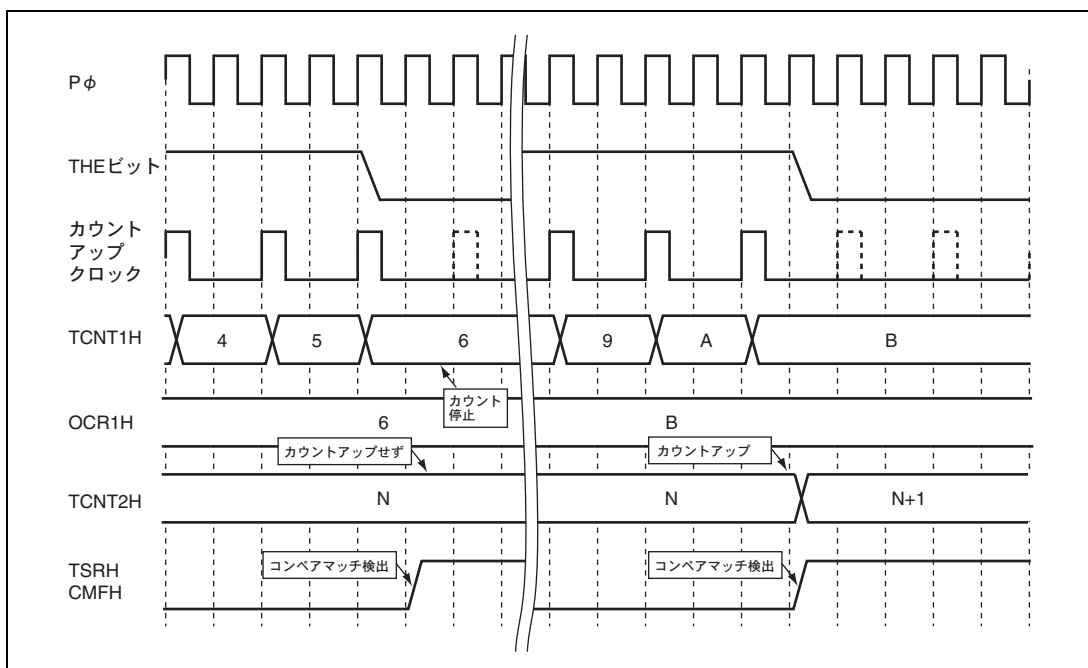 Pφ
THEビット
カウント
アップ
クロック
TCNT1H
4
5
6
9
A
B
カウント
停止
OCR1H
6
B
カウントアップせず
カウントアップ
TCNT2H
N
N
N+1
TSRH
CMFH
コンペアマッチ検出
コンペアマッチ検出